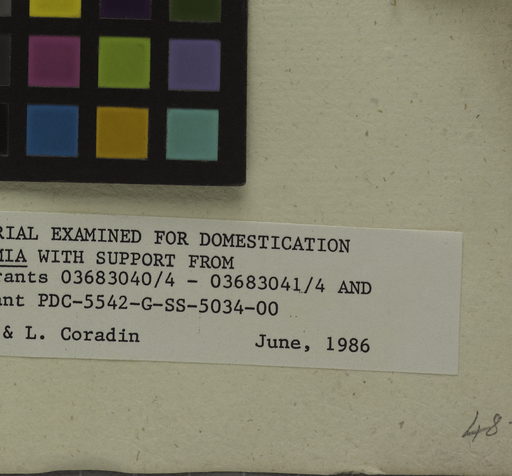 RIAL EXAMINED FOR DOMESTICATION
MIA WITH SUPPORT FROM
rants 03683040/4 - 03683041/4 AND
ant PDC-5542-G-SS-5034-00
& L. Coradin June, 1986
48